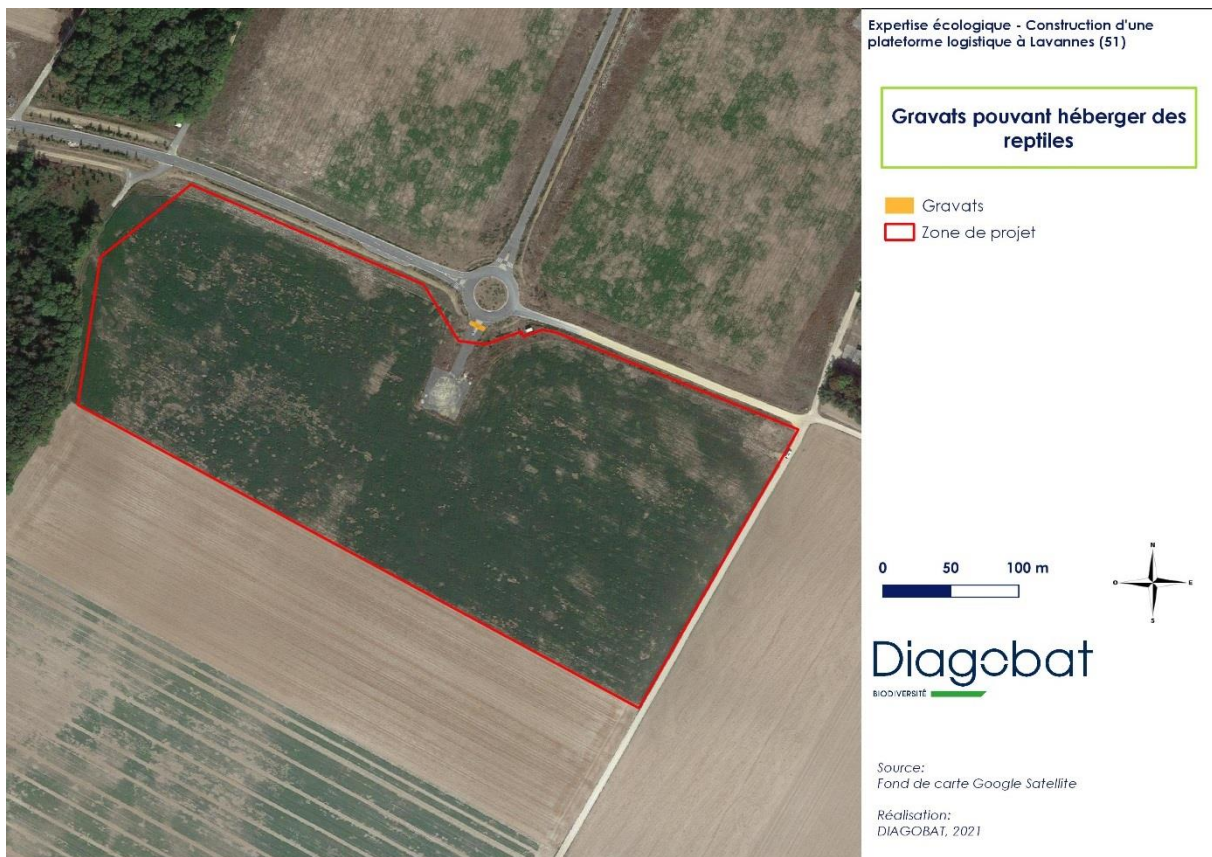 Expertise écologique - Construction d'une
plateforme logistique à Lavannes (51)
Gravats pouvant héberger des
reptiles
Gravats
Zone de projet
0 50 100 m
N
O E
S
Diagobat
BIODIVERSITÉ
Source:
Fond de carte Google Satellite
Réalisation:
DIAGOBAT, 2021